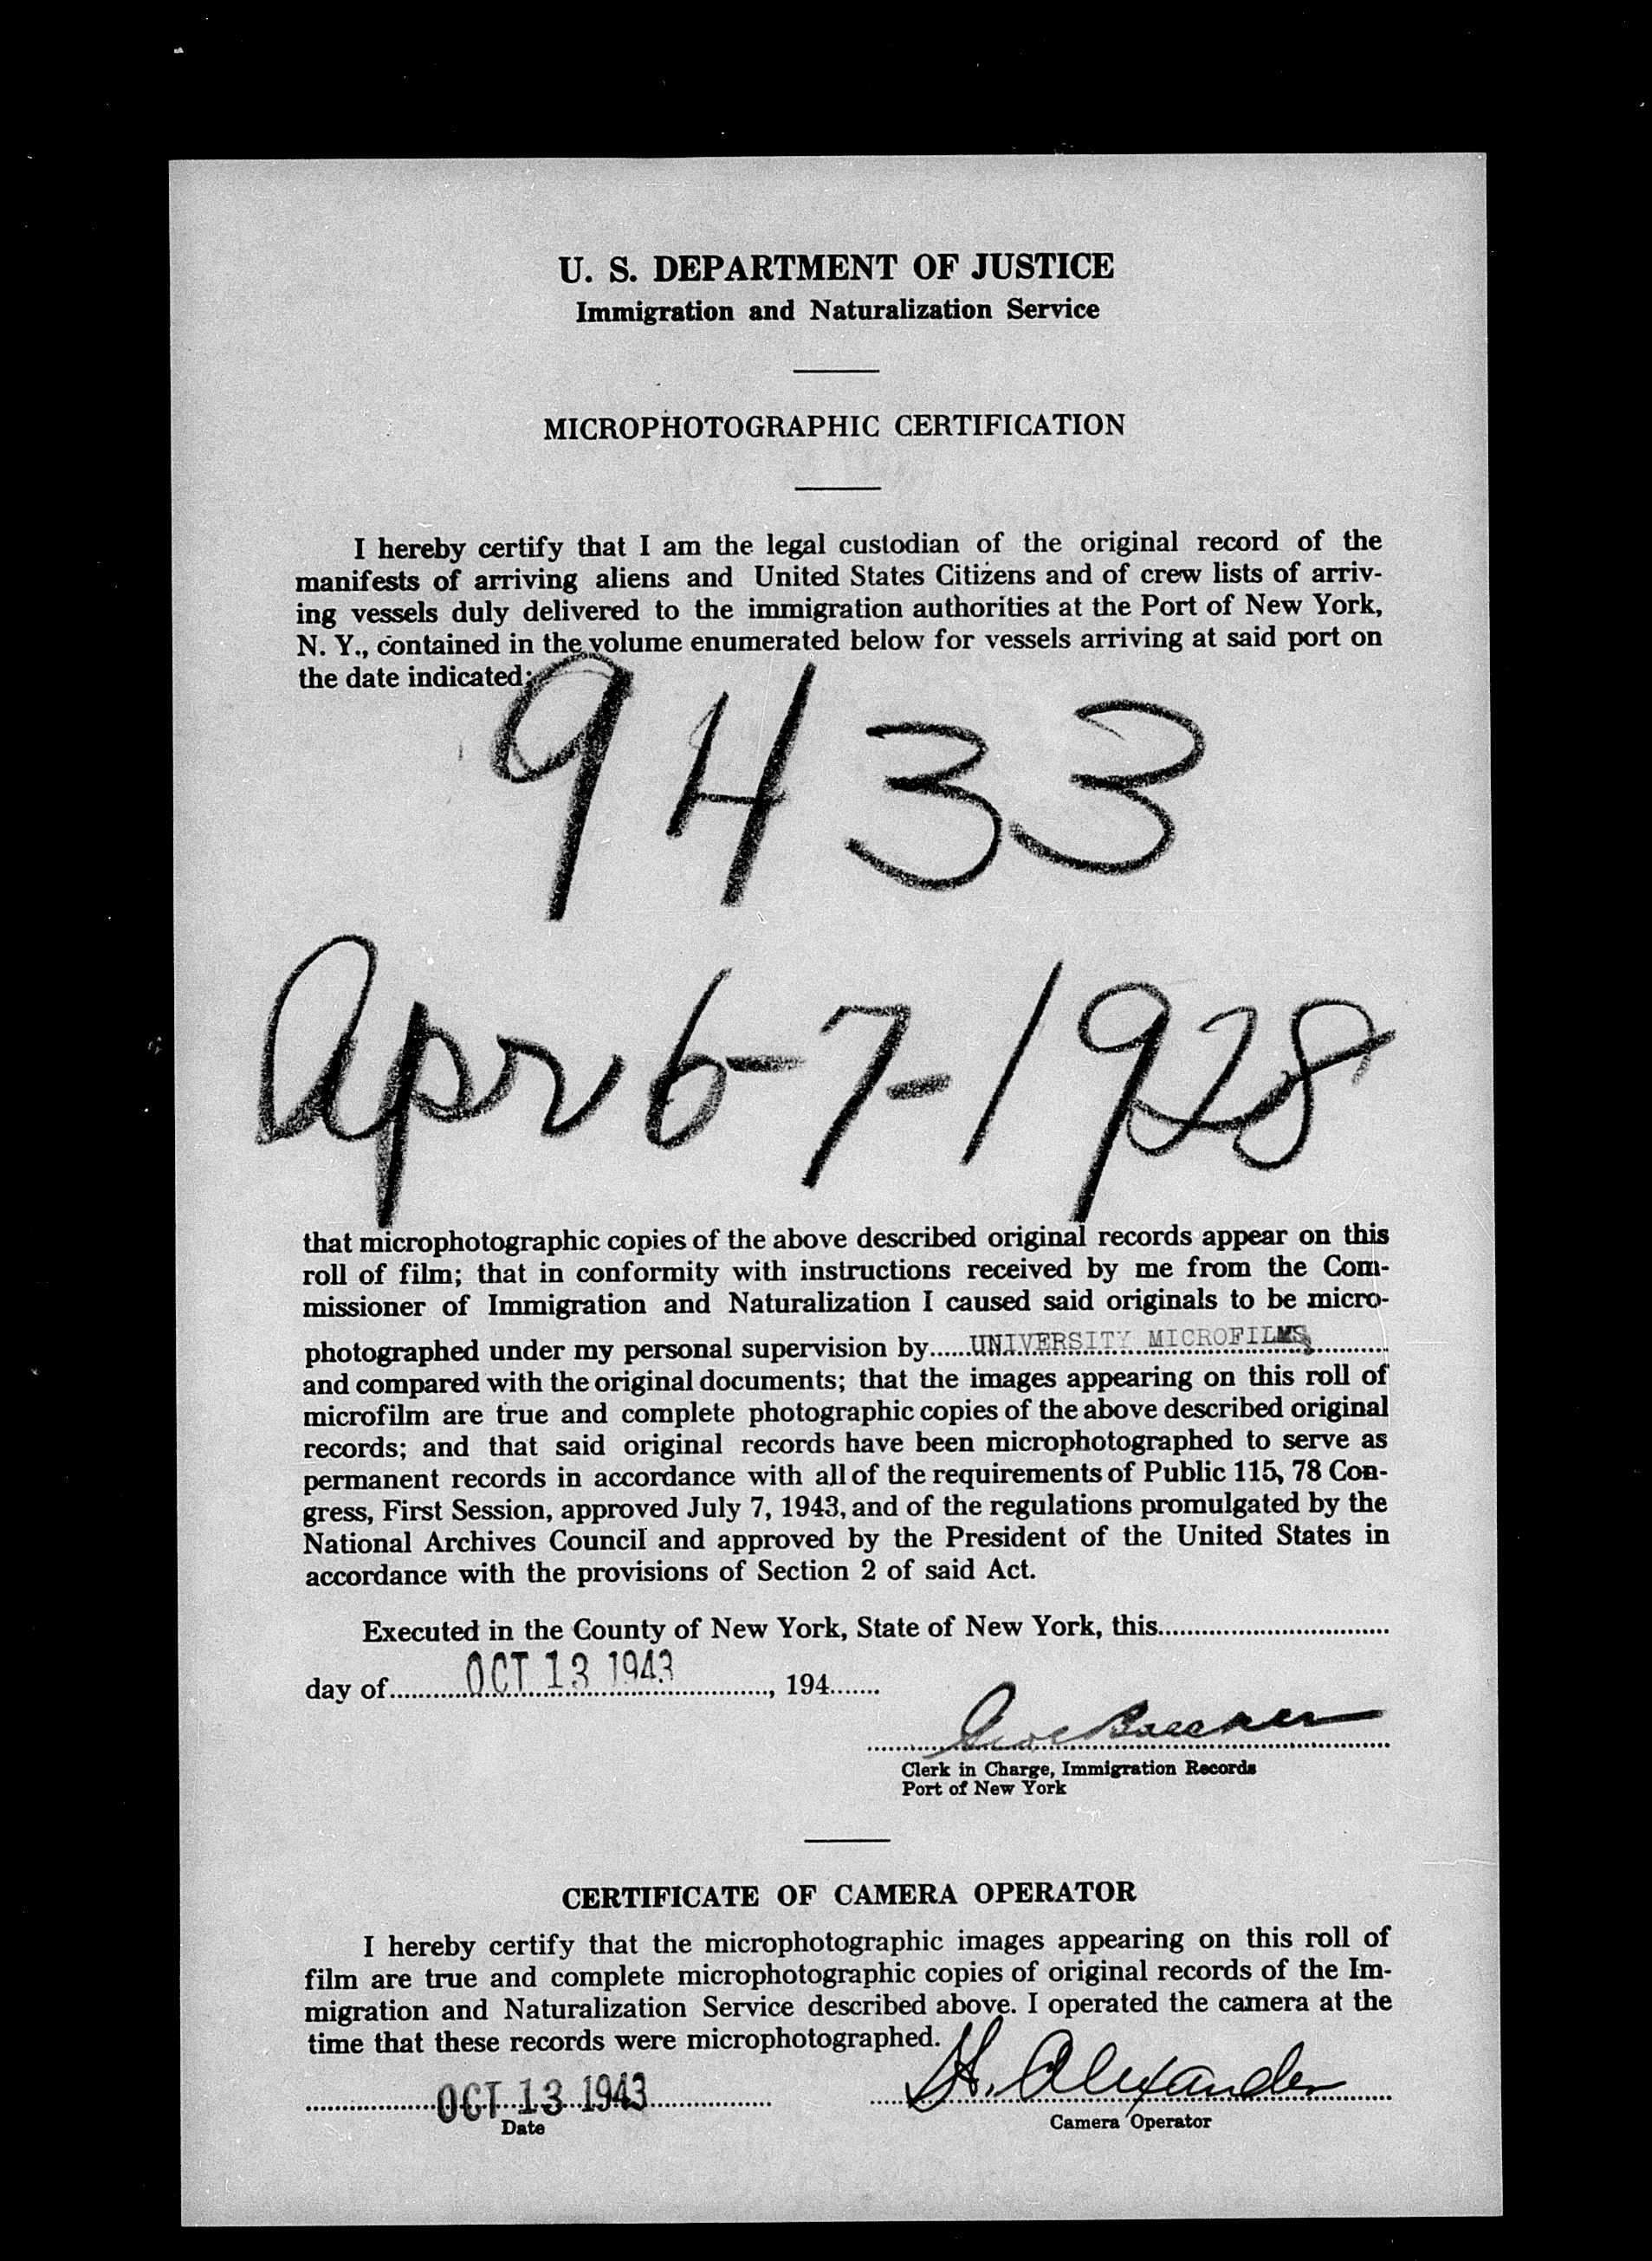 U. S. DEPARTMENT OF JUSTICE
Immigration and Naturalization Service
MICROPHOTOGRAPHIC CERTIFICATION
I hereby certify that I am the legal custodian of the original record of the
manifests of arriving aliens and United States Citizens and of crew lists of arriv-
ing vessels duly delivered to the immigration authorities at the Port of New York,
N. Y., contained in the volume enumerated below for vessels arriving at said port on
the date indicated:
9433
Apr 6-7-1928
that microphotographic copies of the above described original records appear on this
roll of film; that in conformity with instructions received by me from the Com-
missioner of Immigration and Naturalization I caused said originals to be micro-
photographed under my personal supervision by......UNIVERSITY MICROFILMS
and compared with the original documents; that the images appearing on this roll of
microfilm are true and complete photographic copies of the above described original
records; and that said original records have been microphotographed to serve as
permanent records in accordance with all of the requirements of Public 115, 78 Con-
gress, First Session, approved July 7, 1943, and of the regulations promulgated by the
National Archives Council and approved by the President of the United States in
accordance with the provisions of Section 2 of said Act.
Executed in the County of New York, State of New York, this
day of OCT 13 1943, 194
Clerk in Charge, Immigration Records
Port of New York
CERTIFICATE OF CAMERA OPERATOR
I hereby certify that the microphotographic images appearing on this roll of
film are true and complete microphotographic copies of original records of the Im-
migration and Naturalization Service described above. I operated the camera at the
time that these records were microphotographed.
OCT 13 1943 H. Alexander
Date Camera Operator